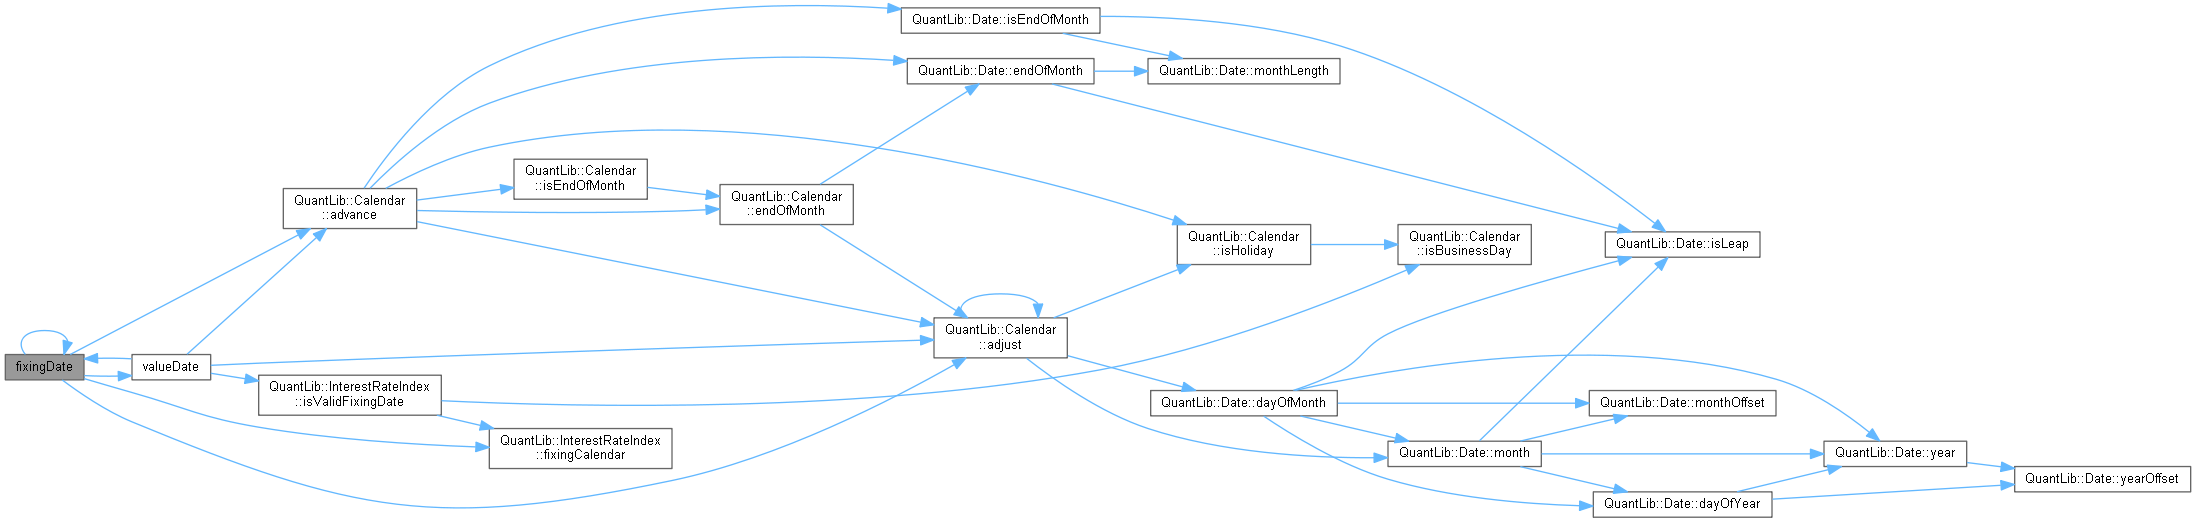 QuantLib::Date::isEndOfMonth
QuantLib::Date::endOfMonth
QuantLib::Date::monthLength
QuantLib::Calendar
::isEndOfMonth
QuantLib::Calendar
::advance
QuantLib::Calendar
::endOfMonth
QuantLib::Calendar
::isHoliday
QuantLib::Calendar
::isBusinessDay
QuantLib::Date::isLeap
QuantLib::Calendar
::adjust
fixingDate
valueDate
QuantLib::InterestRateIndex
::isValidFixingDate
QuantLib::Date::dayOfMonth
QuantLib::Date::monthOffset
QuantLib::InterestRateIndex
::fixingCalendar
QuantLib::Date::month
QuantLib::Date::year
QuantLib::Date::yearOffset
QuantLib::Date::dayOfYear